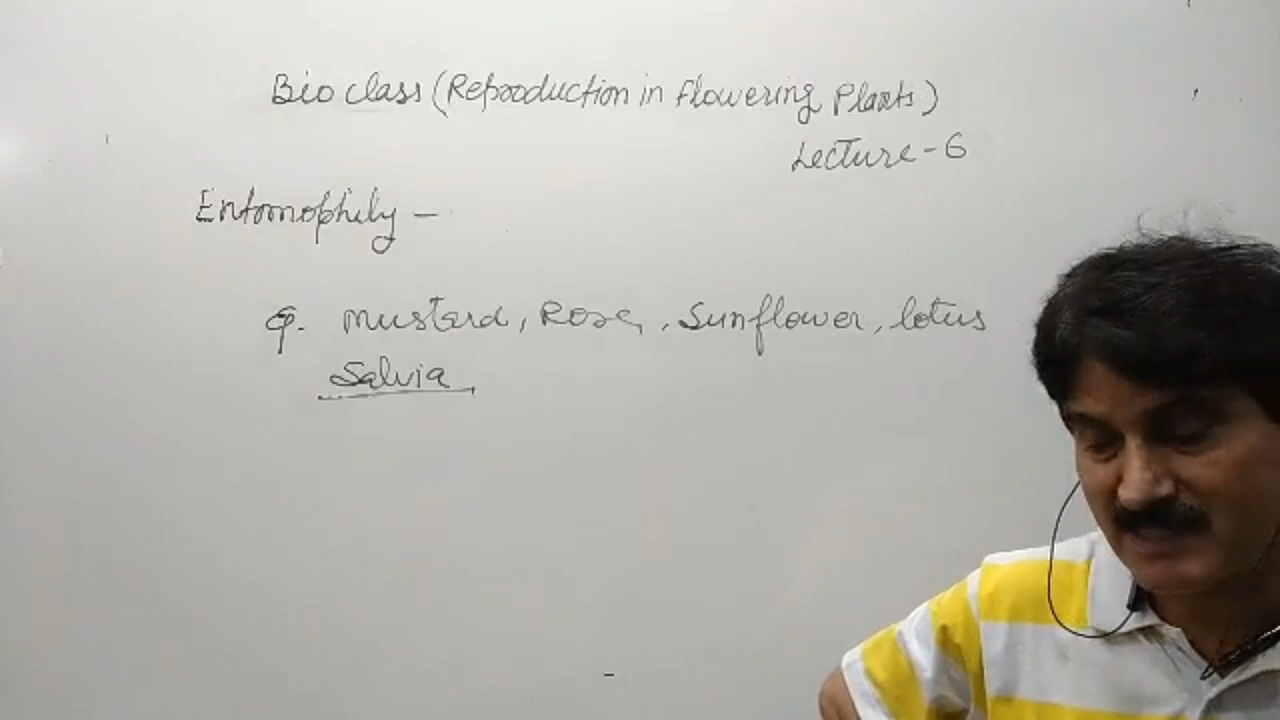 Bio class (Reproduction in flowering Plants)
Lecture - 6
Entomophily -
eg. Mustard, Rose, Sunflower, lotus
Salvia